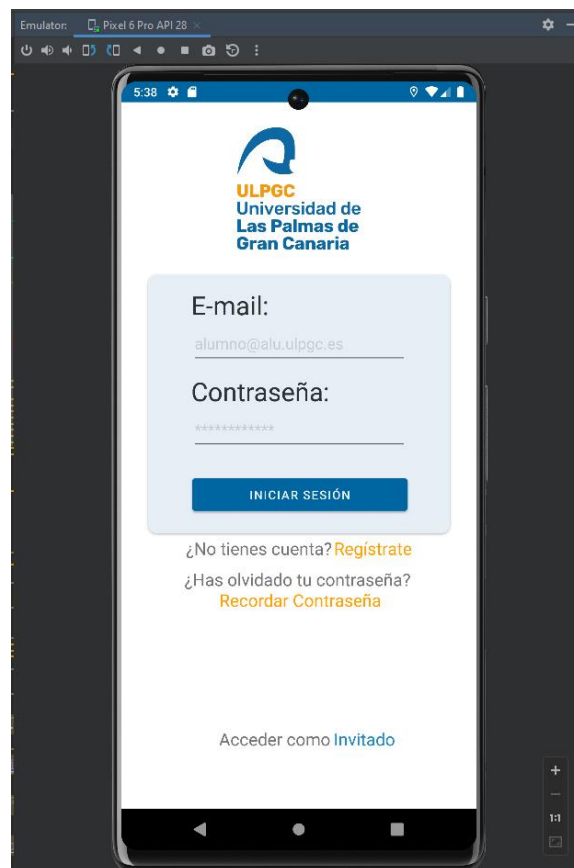 Emulator: Pixel 6 Pro API 28
5:38
ULPGC
Universidad de
Las Palmas de
Gran Canaria
E-mail:
alumno@alu.ulpgc.es
Contraseña:
************
INICIAR SESIÓN
¿No tienes cuenta? Regístrate
¿Has olvidado tu contraseña?
Recordar Contraseña
Acceder como Invitado
1:1